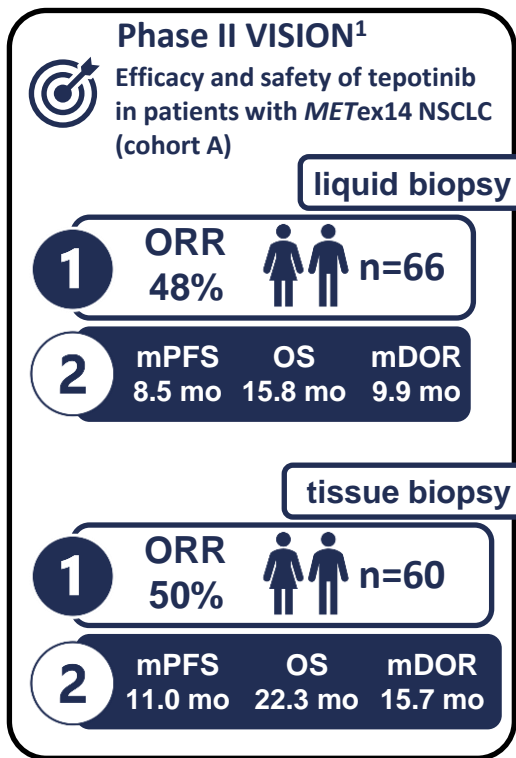 Phase II VISION¹
Efficacy and safety of tepotinib
in patients with METex14 NSCLC
(cohort A)
liquid biopsy
1
ORR
48%
n=66
2
mPFS OS mDOR
8.5 mo 15.8 mo 9.9 mo
tissue biopsy
1
ORR
50%
n=60
2
mPFS OS mDOR
11.0 mo 22.3 mo 15.7 mo